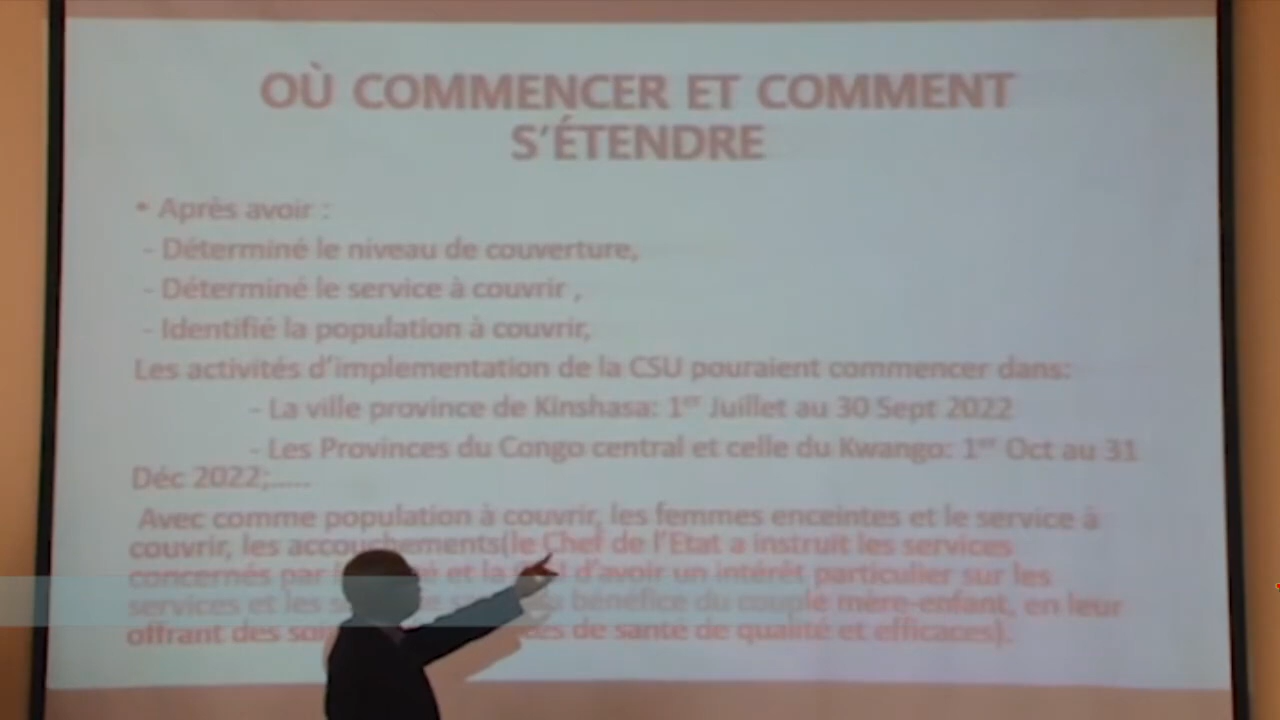 OÙ COMMENCER ET COMMENT
S'ÉTENDRE
• Après avoir :
- Déterminé le niveau de couverture,
- Déterminé le service à couvrir ,
- Identifié la population à couvrir,
Les activités d'implementation de la CSU pouraient commencer dans:
- La ville province de Kinshasa: 1er Juillet au 30 Sept 2022
- Les Provinces du Congo central et celle du Kwango: 1er Oct au 31
Déc 2022;.....
Avec comme population à couvrir, les femmes enceintes et le service à
couvrir, les accouchements(le Chef de l'Etat a instruit les services
concernés par et la d'avoir un intérêt particulier sur les
services et les bénéfice du couple mère-enfant, en leur
offrant des de santé de qualité et efficaces).